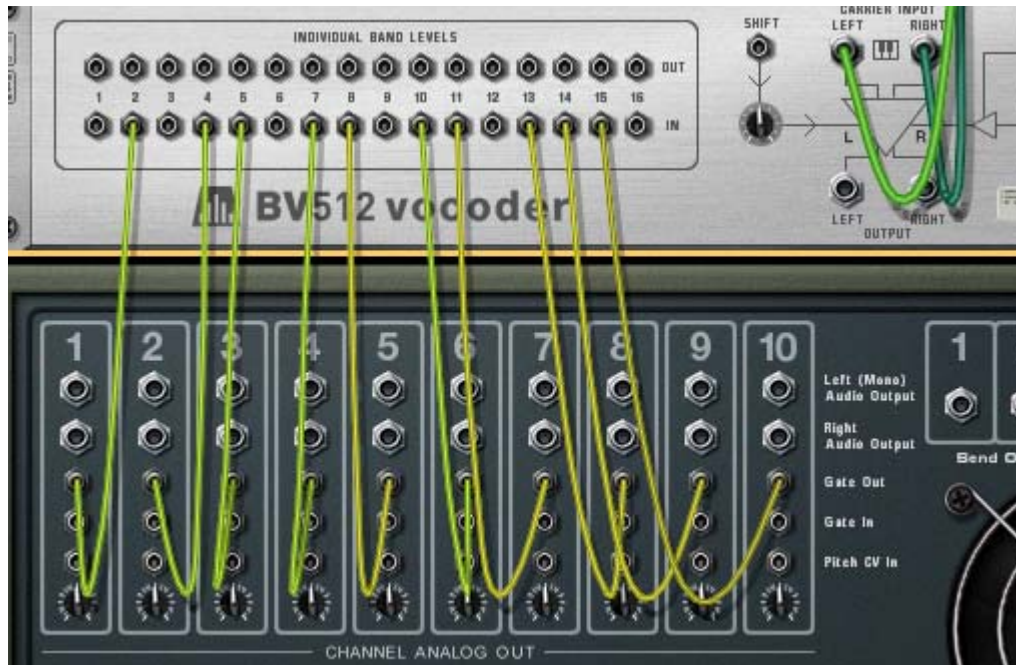 CARRIER INPUT
SHIFT
LEFT
RIGHT
INDIVIDUAL BAND LEVELS
OUT
1 2 3 4 5 6 7 8 9 10 11 12 13 14 15 16
IN
L
R
BV512 vocoder
LEFT
RIGHT
OUTPUT
1 2 3 4 5 6 7 8 9 10
1
Left (Mono)
Audio Output
Right
Audio Output
Send
Gate Out
Gate In
Pitch CV In
CHANNEL ANALOG OUT